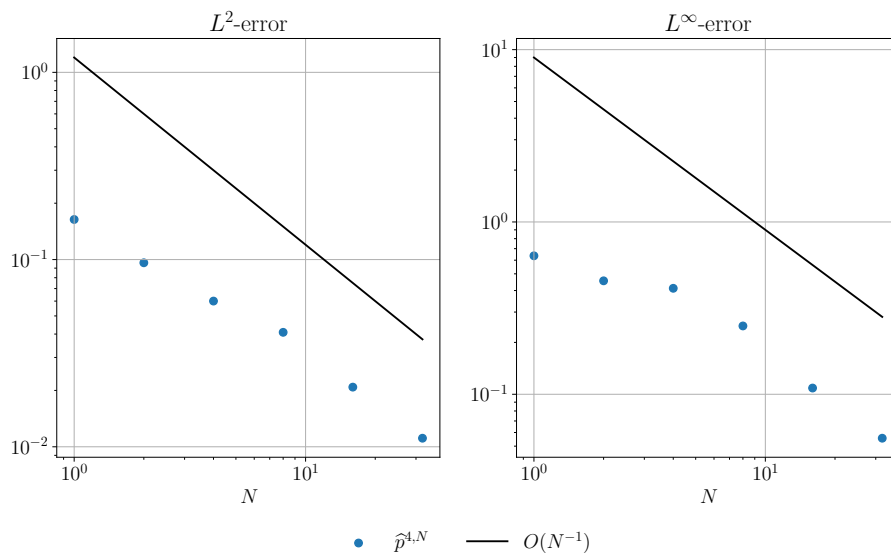 $L^2$-error
$L^\infty$-error
$10^0$
$10^{-1}$
$10^{-2}$
$10^0$
$10^1$
$N$
$10^1$
$10^0$
$10^{-1}$
$10^0$
$10^1$
$N$
$\widehat{p}^{4,N}$
$O(N^{-1})$